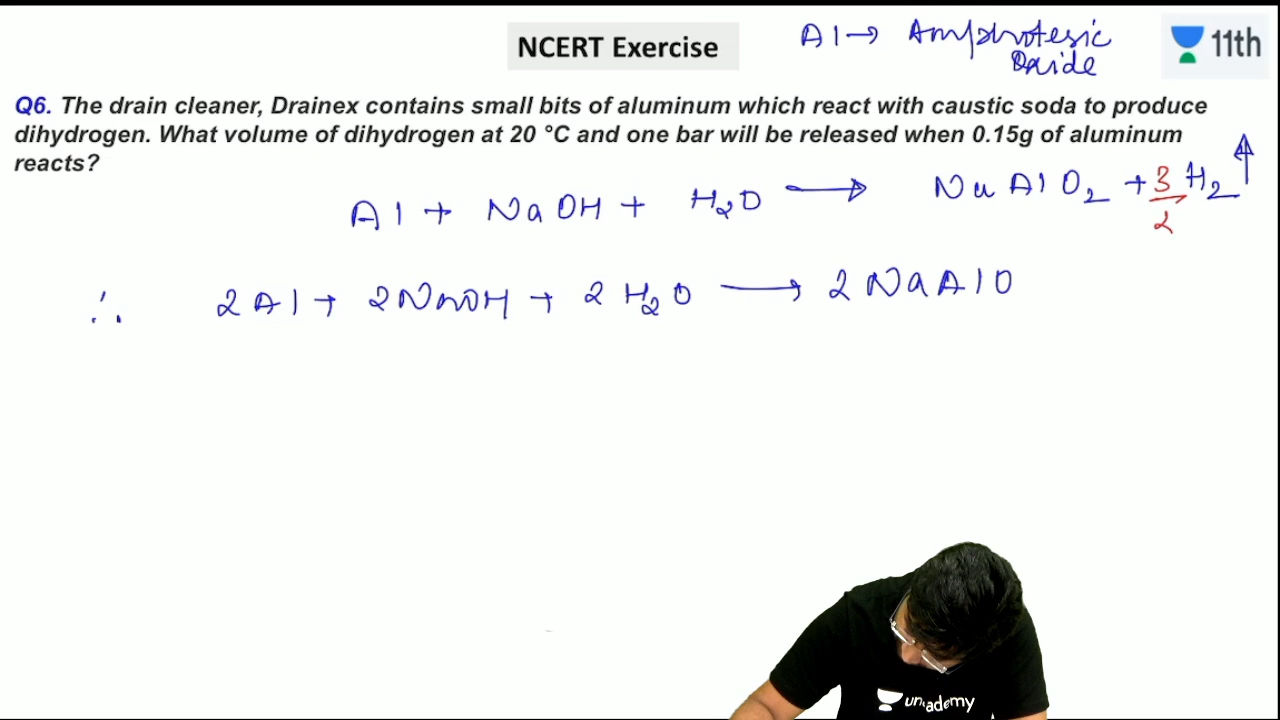 NCERT Exercise
Al → Amphoteric
Oxide
11th
Q6. The drain cleaner, Drainex contains small bits of aluminum which react with caustic soda to produce
dihydrogen. What volume of dihydrogen at 20 °C and one bar will be released when 0.15g of aluminum
reacts?
Al + NaOH + H₂O → NaAlO₂ + 3/2 H₂ ↑
∴ 2Al + 2NaOH + 2H₂O → 2NaAlO
unacademy